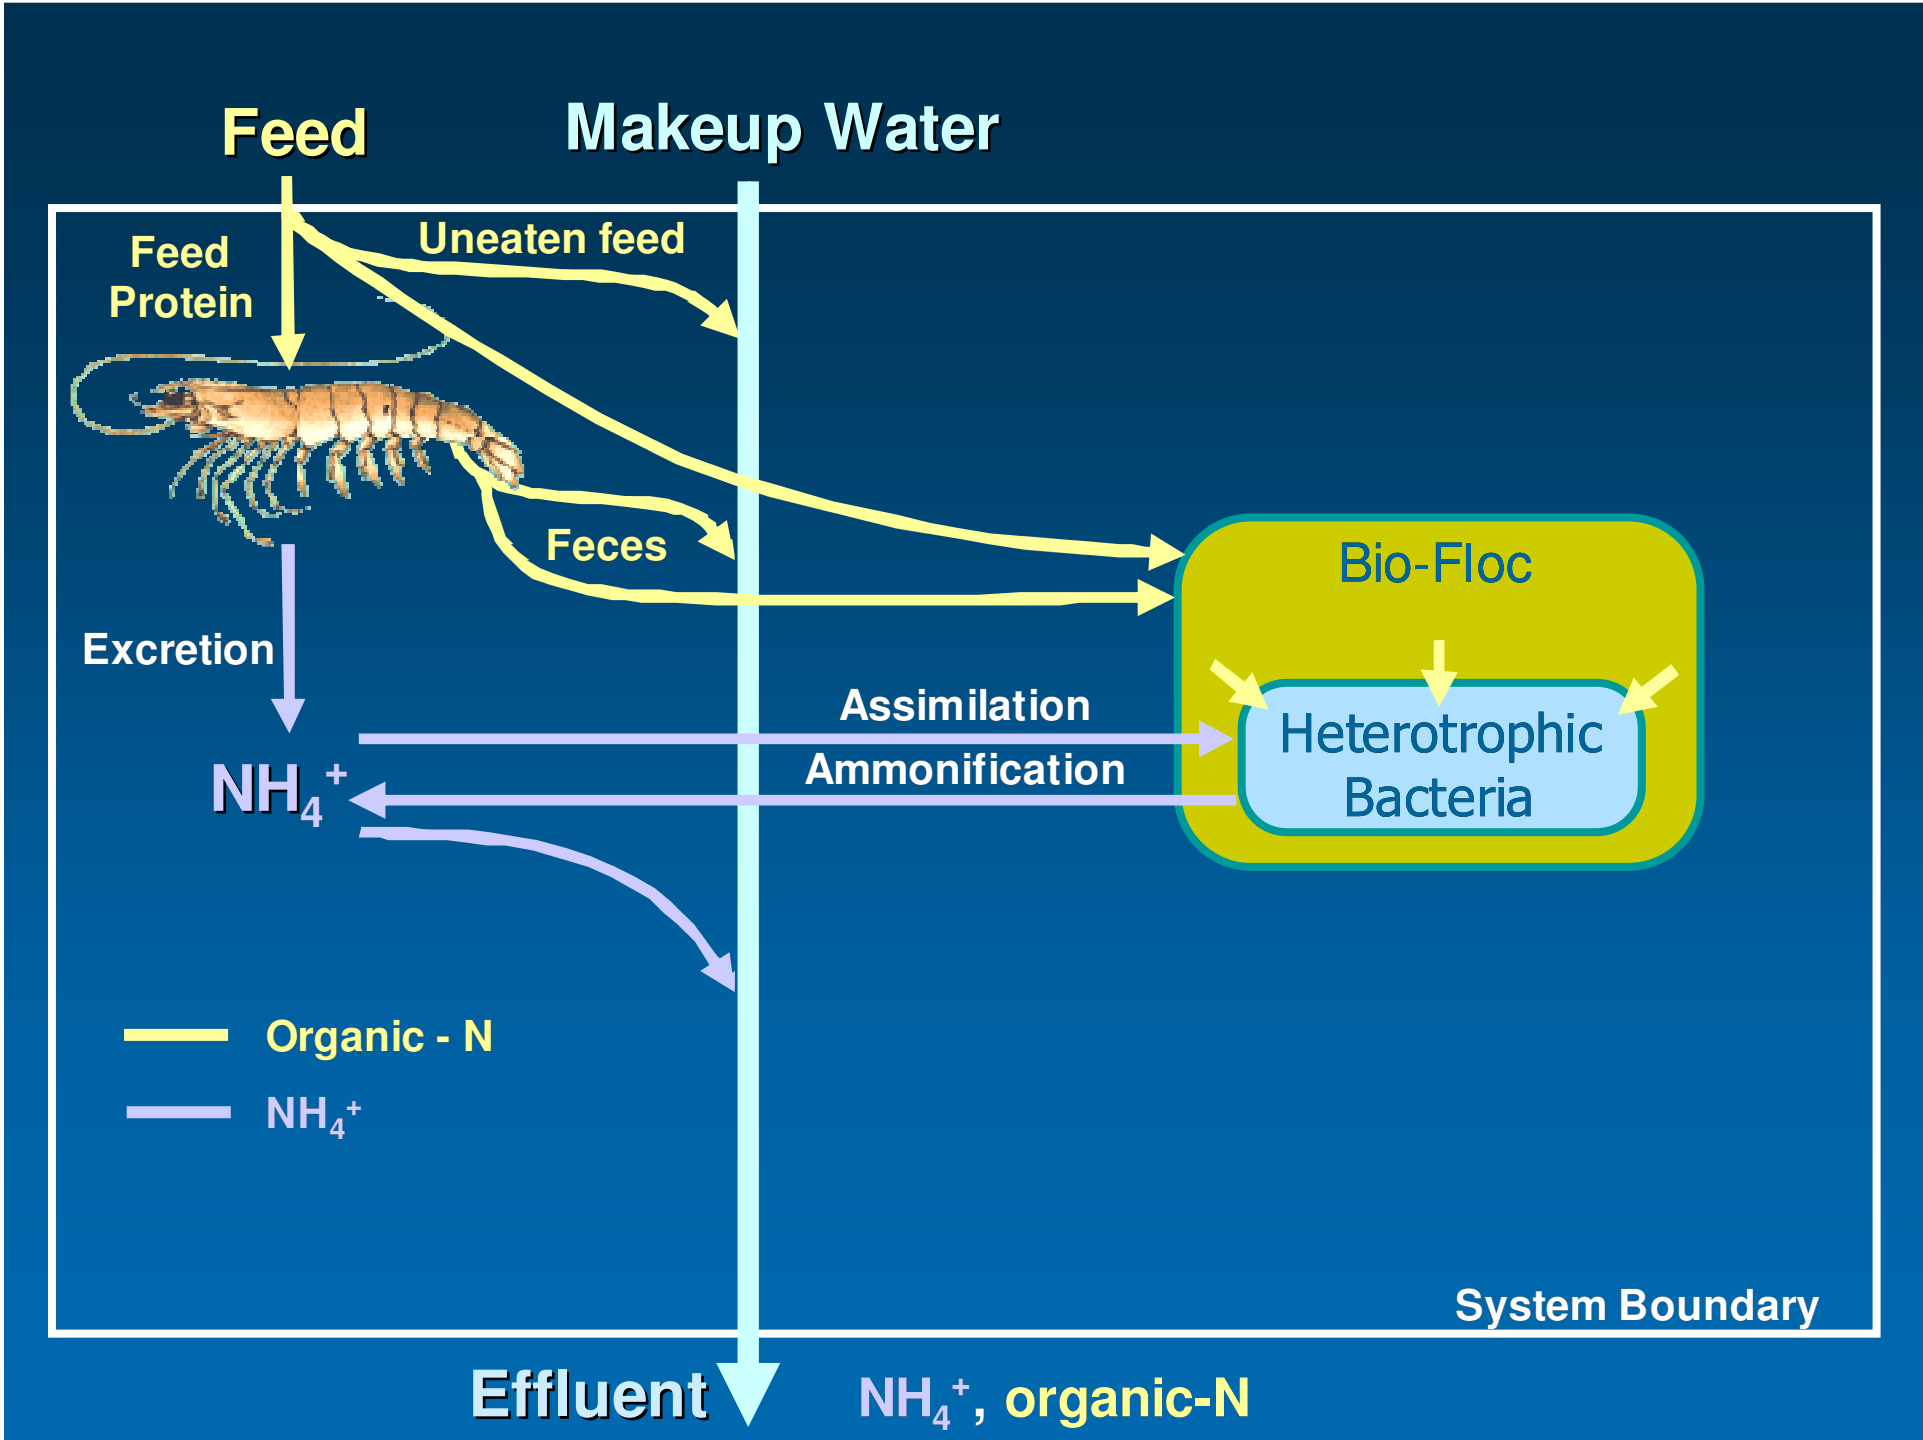 Feed
Makeup Water
Feed
Protein
Uneaten feed
Feces
Bio-Floc
Excretion
Assimilation
Ammonification
Heterotrophic
Bacteria
NH₄⁺
Organic - N
NH₄⁺
System Boundary
Effluent
NH₄⁺, organic-N